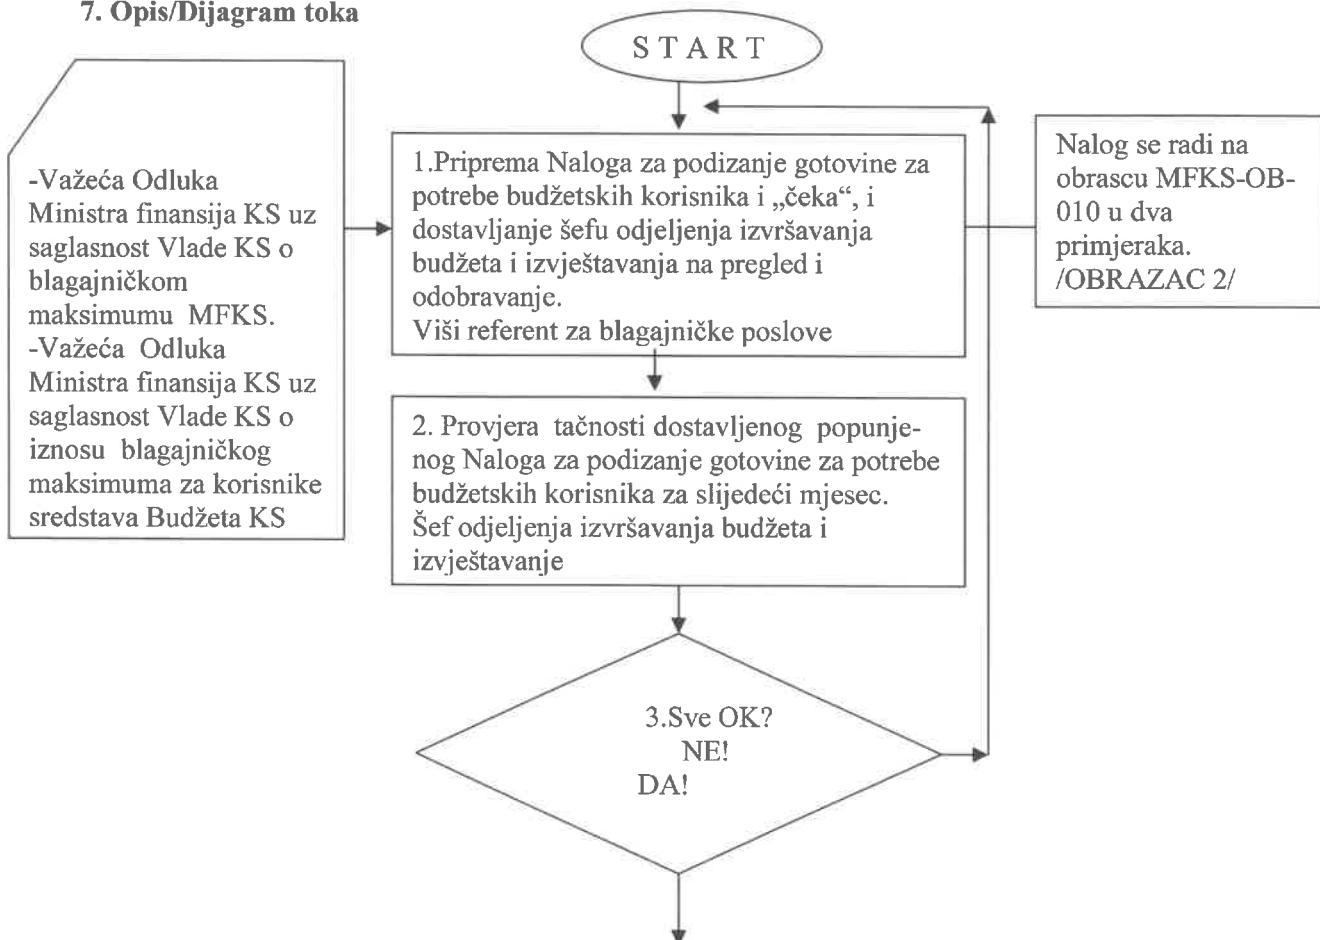 7. Opis/Dijagram toka
S T A R T
-Važeća Odluka
Ministra finansija KS uz
saglasnost Vlade KS o
blagajničkom
maksimumu MFKS.
-Važeća Odluka
Ministra finansija KS uz
saglasnost Vlade KS o
iznosu blagajničkog
maksimuma za korisnike
sredstava Budžeta KS
1.Priprema Naloga za podizanje gotovine za
potrebe budžetskih korisnika i „čeka“, i
dostavljanje šefu odjeljenja izvršavanja
budžeta i izvještavanja na pregled i
odobravanje.
Viši referent za blagajničke poslove
Nalog se radi na
obrascu MFKS-OB-
010 u dva
primjeraka.
/OBRAZAC 2/
2. Provjera tačnosti dostavljenog popunje-
nog Naloga za podizanje gotovine za potrebe
budžetskih korisnika za slijedeći mjesec.
Šef odjeljenja izvršavanja budžeta i
izvještavanje
3.Sve OK?
NE!
DA!